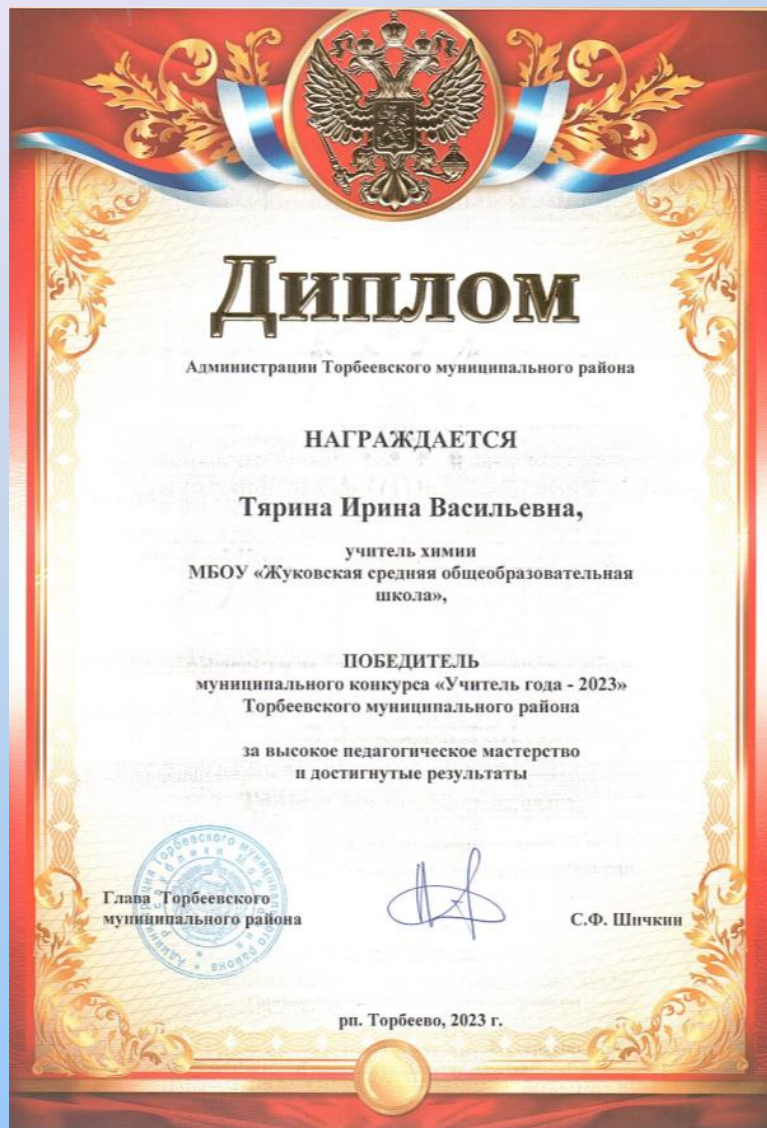 Диплом
Администрации Торбеевского муниципального района
НАГРАЖДАЕТСЯ
Тярина Ирина Васильевна,
учитель химии
МБОУ «Жуковская средняя общеобразовательная
школа»,
ПОБЕДИТЕЛЬ
муниципального конкурса «Учитель года - 2023»
Торбеевского муниципального района
за высокое педагогическое мастерство
и достигнутые результаты
Глава Торбеевского
муниципального района
С.Ф. Шичкин
рп. Торбеево, 2023 г.